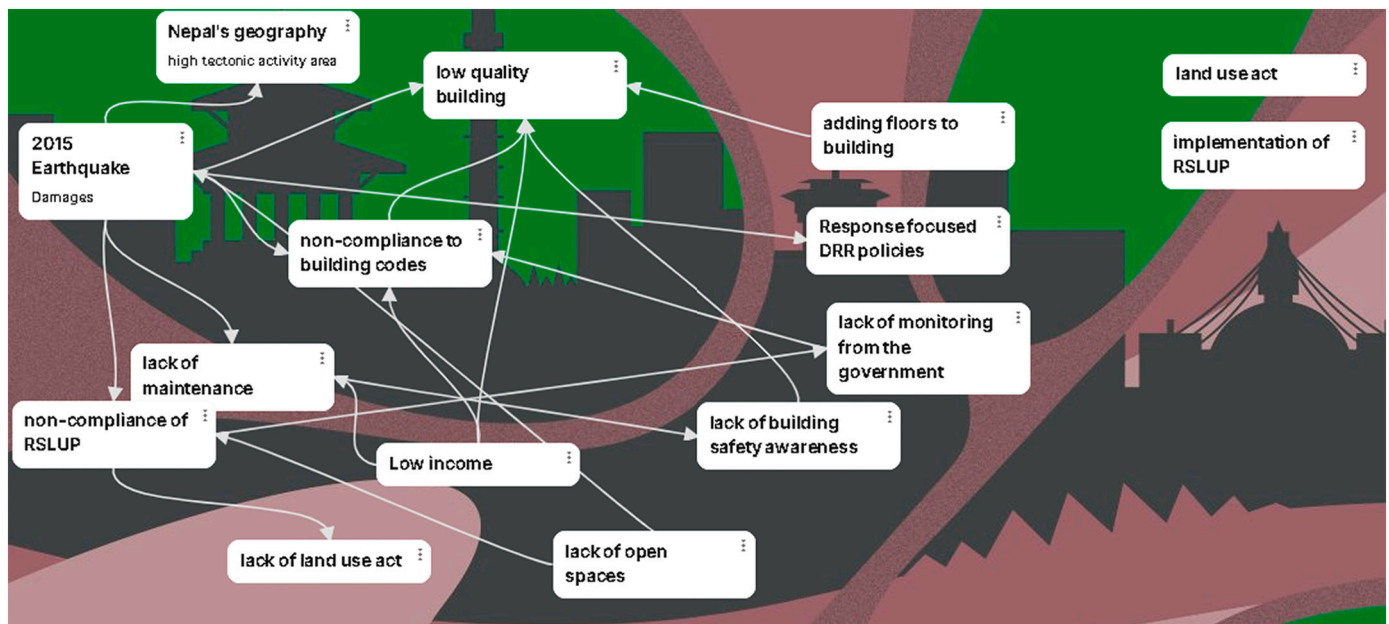 Nepal's geography
high tectonic activity area
low quality
building
land use act
adding floors to
building
2015
Earthquake
Damages
implementation of
RSLUP
Response focused
DRR policies
non-compliance to
building codes
lack of monitoring
from the
government
lack of
maintenance
non-compliance of
RSLUP
lack of building
safety awareness
Low income
lack of land use act
lack of open
spaces